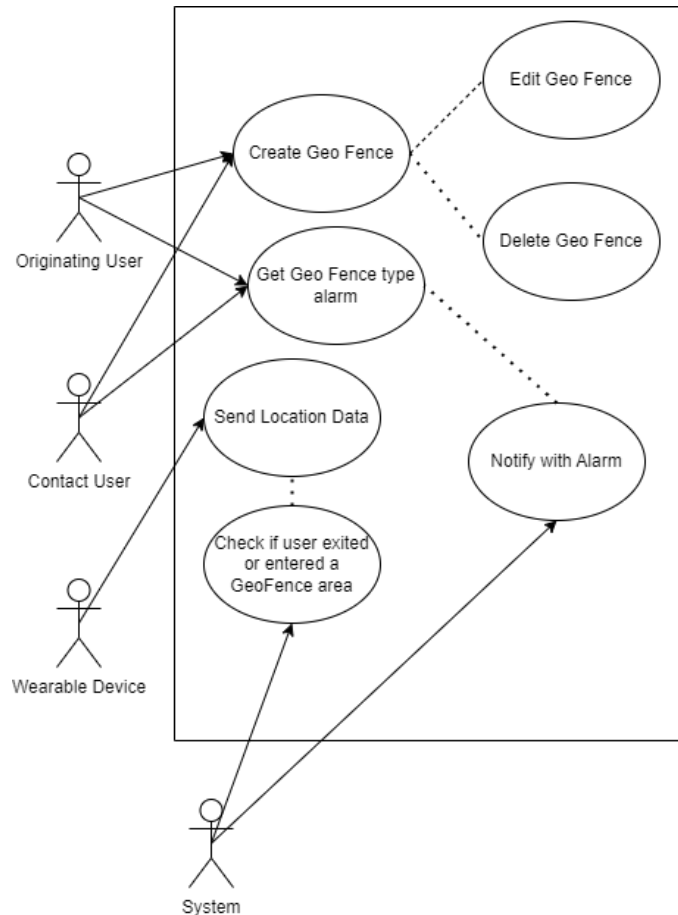 Edit Geo Fence
Create Geo Fence
Delete Geo Fence
Originating User
Get Geo Fence type
alarm
Send Location Data
Notify with Alarm
Contact User
Check if user exited
or entered a
GeoFence area
Wearable Device
System